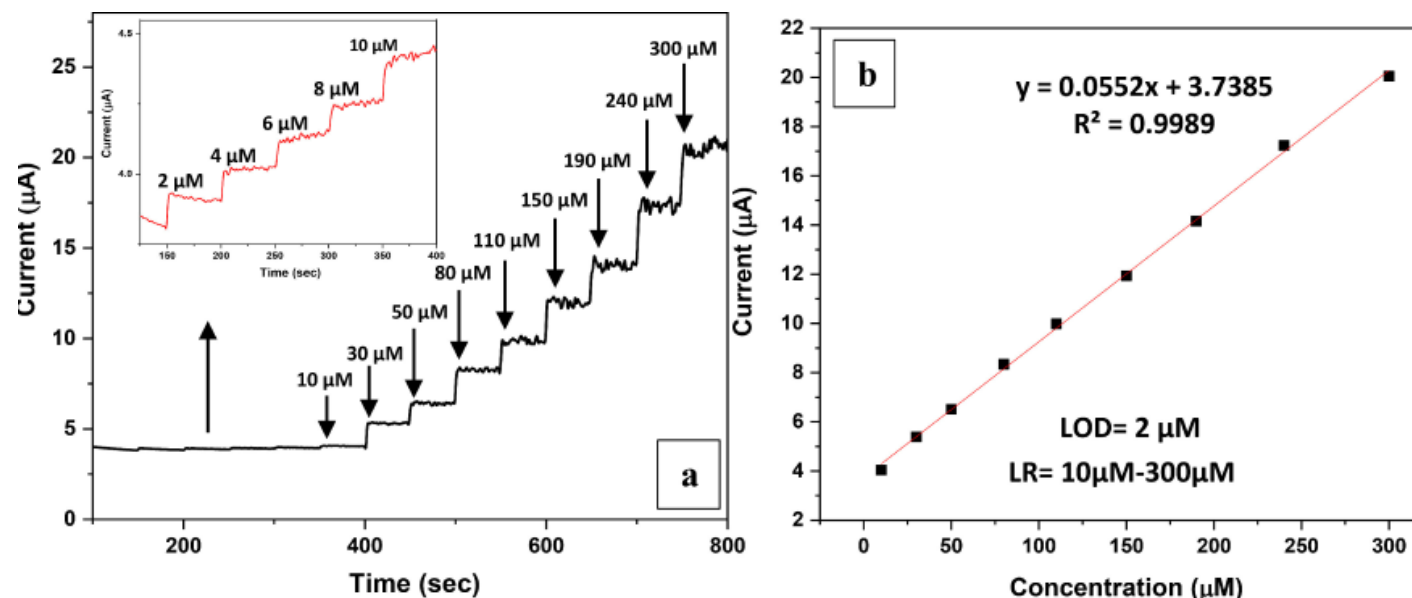 a
Current (µA)
25
20
15
10
5
0
200
400
600
800
Time (sec)
10 µM
30 µM
50 µM
80 µM
110 µM
150 µM
190 µM
240 µM
300 µM
4.5
4.0
Current (µA)
2 µM
4 µM
6 µM
8 µM
10 µM
150
200
250
300
350
400
Time (sec)
b
Current (µA)
22
20
18
16
14
12
10
8
6
4
2
y = 0.0552x + 3.7385
R² = 0.9989
LOD= 2 µM
LR= 10µM-300µM
0
50
100
150
200
250
300
Concentration (µM)